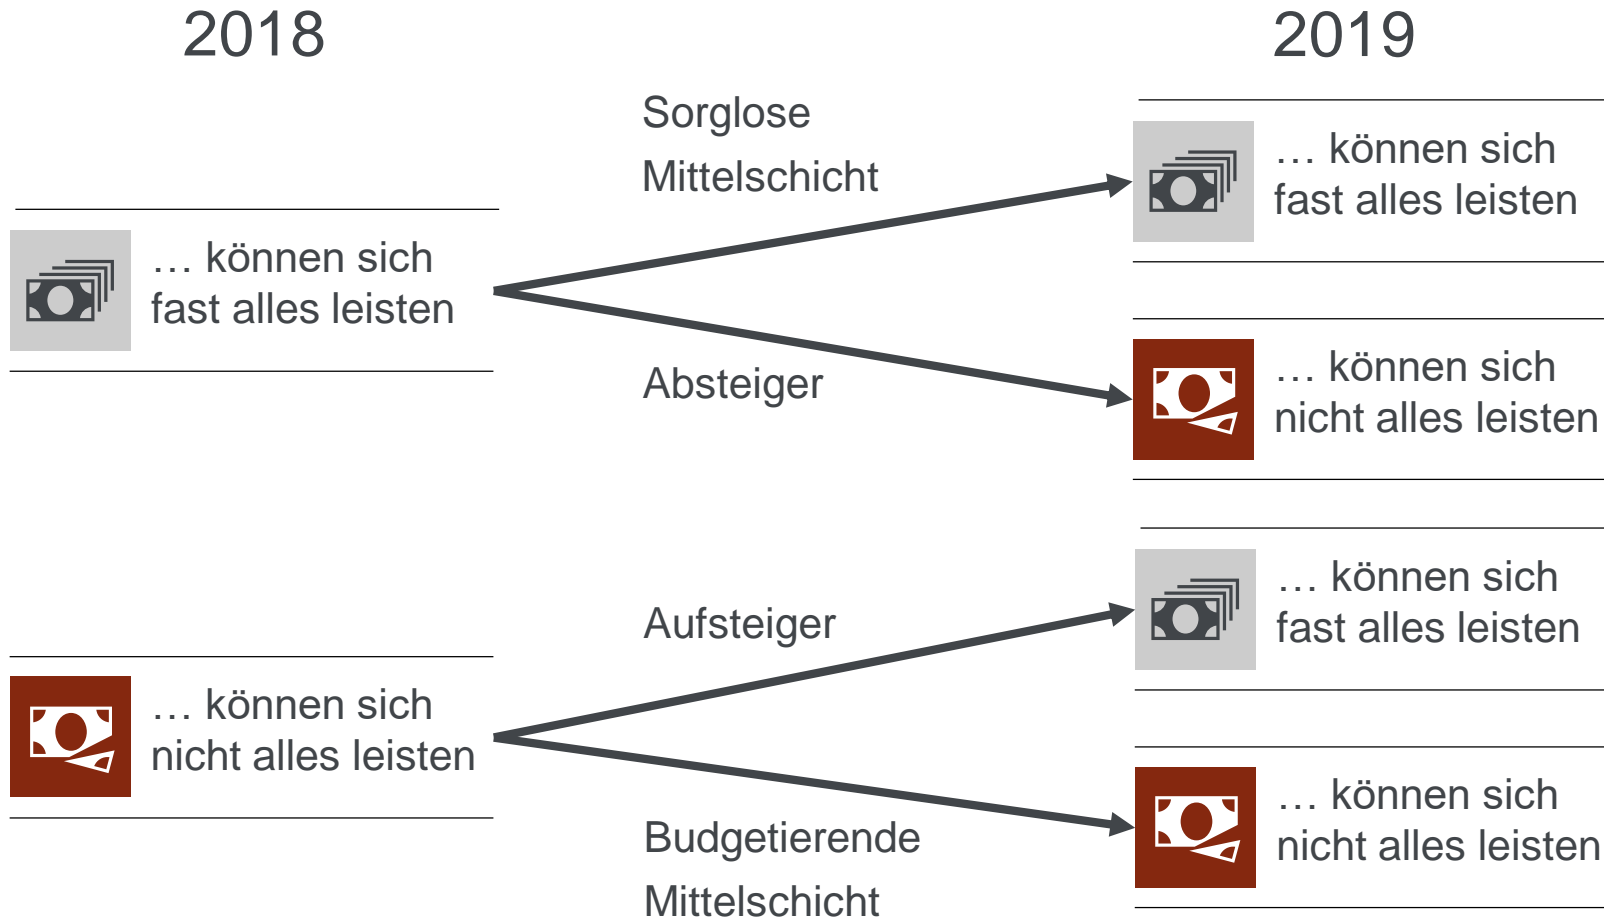 2018
2019
Sorglose
Mittelschicht
… können sich
fast alles leisten
… können sich
fast alles leisten
Absteiger
… können sich
nicht alles leisten
Aufsteiger
… können sich
fast alles leisten
… können sich
nicht alles leisten
Budgetierende
Mittelschicht
… können sich
nicht alles leisten